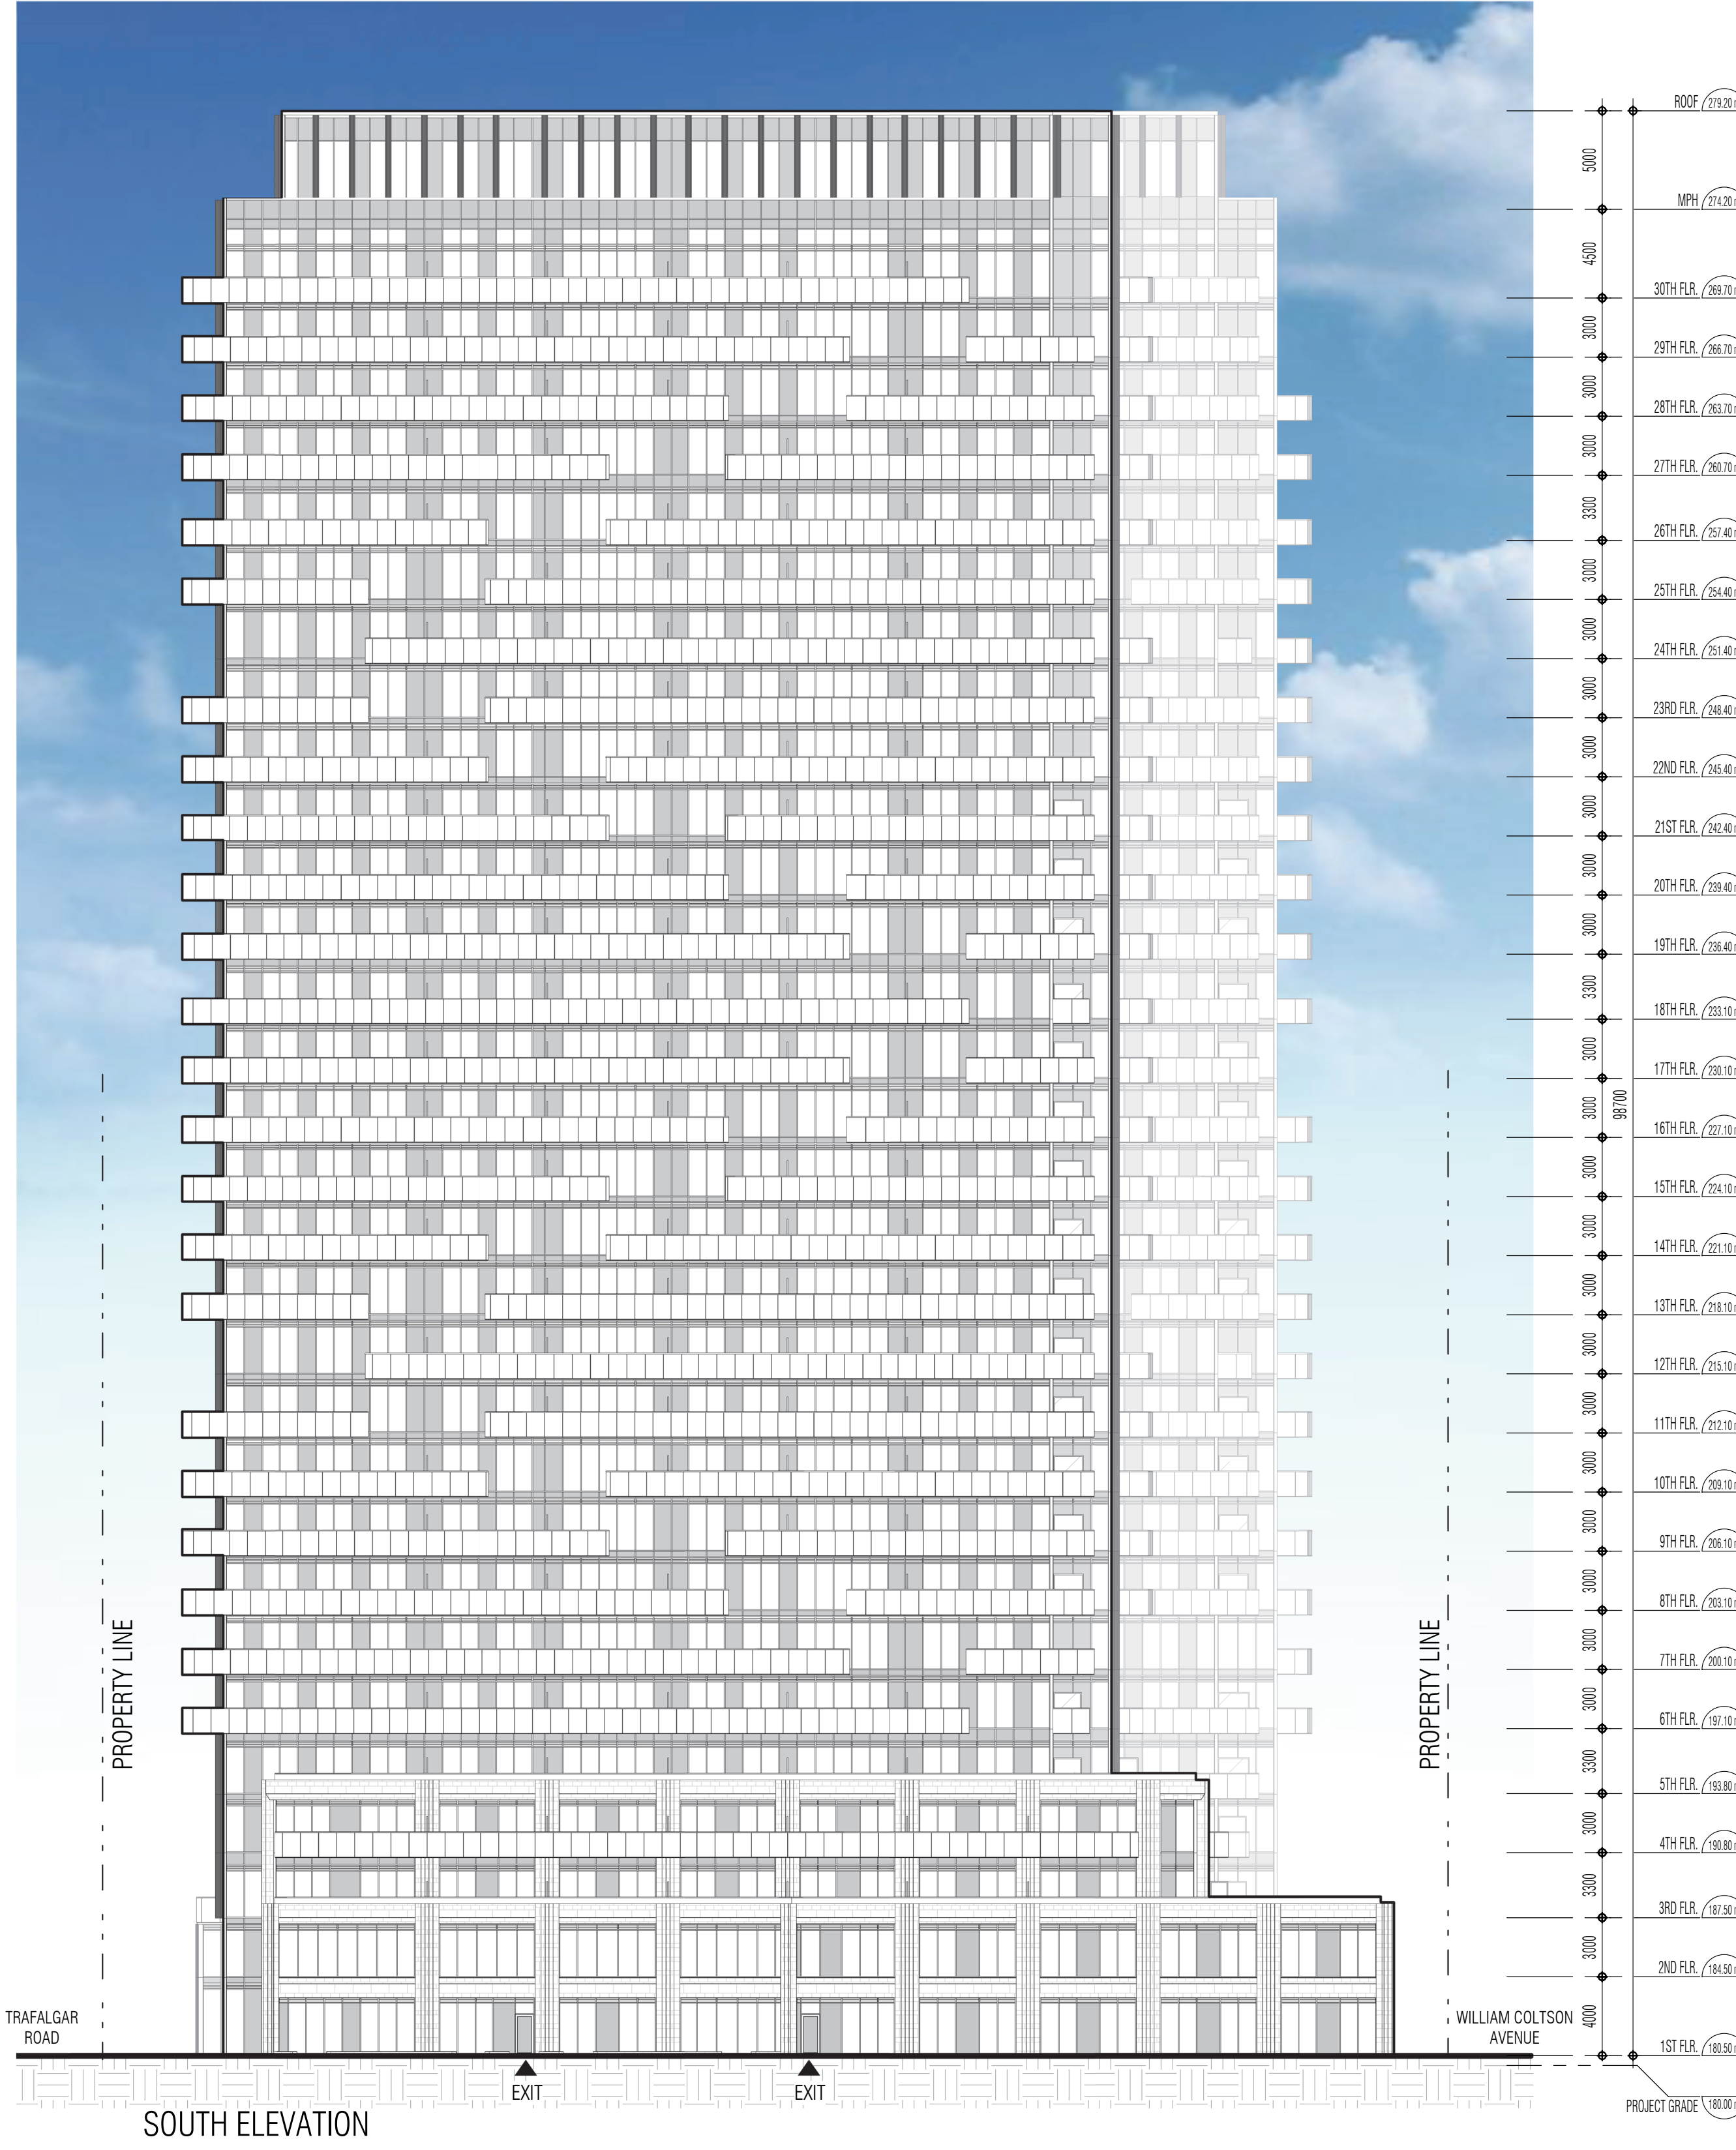 ROOF 279.20 m
5000
MPH 274.20 m
4500
30TH FLR. 269.70 m
3000
29TH FLR. 266.70 m
3000
28TH FLR. 263.70 m
3000
27TH FLR. 260.70 m
3300
26TH FLR. 257.40 m
3000
25TH FLR. 254.40 m
3000
24TH FLR. 251.40 m
3000
23RD FLR. 248.40 m
3000
22ND FLR. 245.40 m
3000
21ST FLR. 242.40 m
3000
20TH FLR. 239.40 m
3000
19TH FLR. 236.40 m
3300
18TH FLR. 233.10 m
3000
17TH FLR. 230.10 m
3000
98700
16TH FLR. 227.10 m
3000
15TH FLR. 224.10 m
3000
14TH FLR. 221.10 m
3000
13TH FLR. 218.10 m
3000
12TH FLR. 215.10 m
3000
11TH FLR. 212.10 m
3000
10TH FLR. 209.10 m
3000
9TH FLR. 206.10 m
3000
8TH FLR. 203.10 m
3000
7TH FLR. 200.10 m
3000
6TH FLR. 197.10 m
3300
5TH FLR. 193.80 m
3000
4TH FLR. 190.80 m
3300
3RD FLR. 187.50 m
3000
2ND FLR. 184.50 m
4000
1ST FLR. 180.50 m
PROJECT GRADE 180.00 m
PROPERTY LINE
PROPERTY LINE
TRAFALGAR
ROAD
WILLIAM COLTSON
AVENUE
EXIT
EXIT
SOUTH ELEVATION